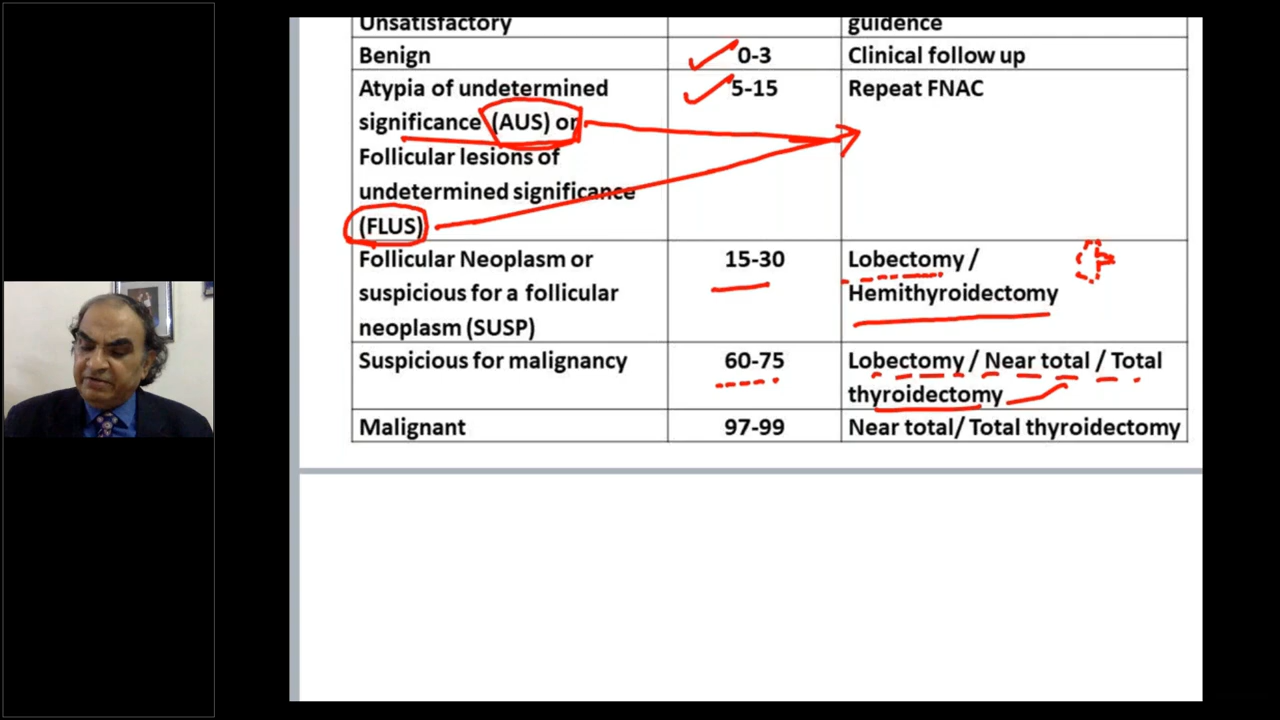 Unsatisfactory guidence
Benign 0-3 Clinical follow up
Atypia of undetermined 5-15 Repeat FNAC
significance (AUS) or
Follicular lesions of
undetermined significance
(FLUS)
Follicular Neoplasm or 15-30 Lobectomy /
suspicious for a follicular Hemithyroidectomy
neoplasm (SUSP)
Suspicious for malignancy 60-75 Lobectomy / Near total / Total
thyroidectomy
Malignant 97-99 Near total/ Total thyroidectomy